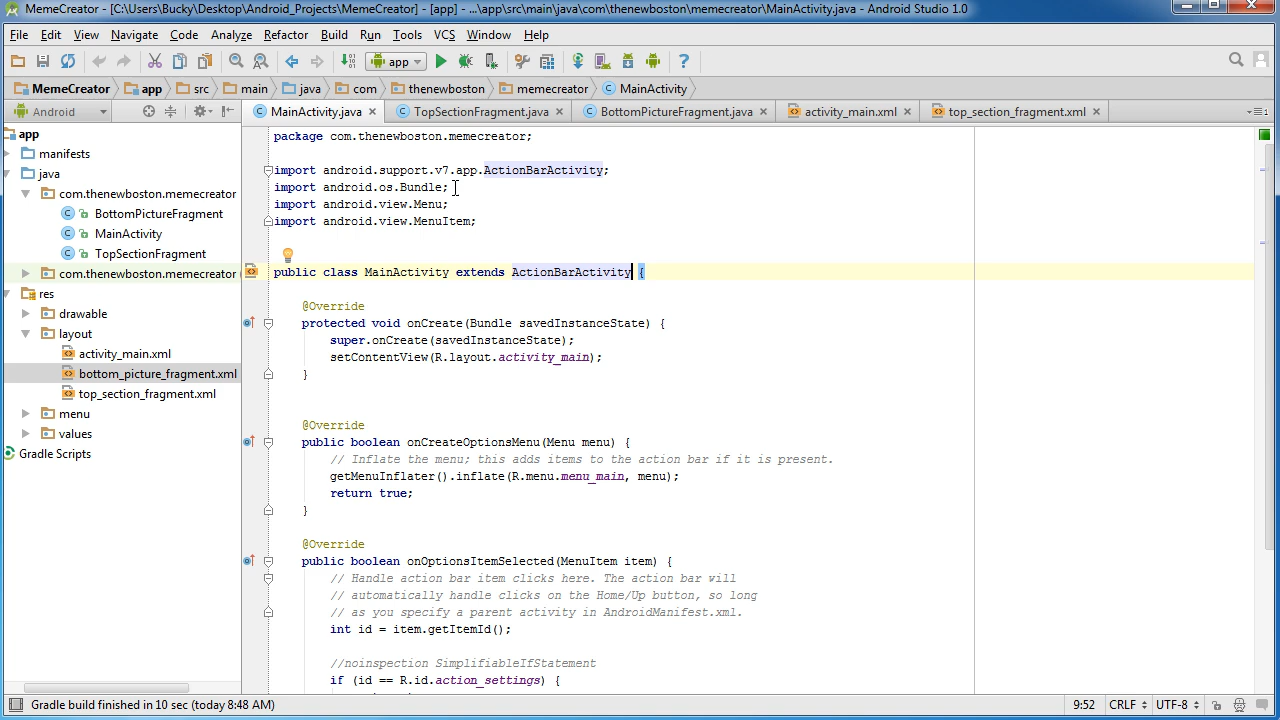 MemeCreator - [C:\Users\Bucky\Desktop\Android_Projects\MemeCreator] - [app] - ...\app\src\main\java\com\thenewboston\memecreator\MainActivity.java - Android Studio 1.0
File Edit View Navigate Code Analyze Refactor Build Run Tools VCS Window Help
app
MemeCreator app src main java com thenewboston memecreator MainActivity
Android
MainActivity.java TopSectionFragment.java BottomPictureFragment.java activity_main.xml top_section_fragment.xml
app
manifests
java
com.thenewboston.memecreator
BottomPictureFragment
MainActivity
TopSectionFragment
com.thenewboston.memecreator
res
drawable
layout
activity_main.xml
bottom_picture_fragment.xml
top_section_fragment.xml
menu
values
Gradle Scripts
package com.thenewboston.memecreator;
import android.support.v7.app.ActionBarActivity;
import android.os.Bundle;
import android.view.Menu;
import android.view.MenuItem;
public class MainActivity extends ActionBarActivity {
@Override
protected void onCreate(Bundle savedInstanceState) {
super.onCreate(savedInstanceState);
setContentView(R.layout.activity_main);
}
@Override
public boolean onCreateOptionsMenu(Menu menu) {
// Inflate the menu; this adds items to the action bar if it is present.
getMenuInflater().inflate(R.menu.menu_main, menu);
return true;
}
@Override
public boolean onOptionsItemSelected(MenuItem item) {
// Handle action bar item clicks here. The action bar will
// automatically handle clicks on the Home/Up button, so long
// as you specify a parent activity in AndroidManifest.xml.
int id = item.getItemId();
//noinspection SimplifiableIfStatement
if (id == R.id.action_settings) {
Gradle build finished in 10 sec (today 8:48 AM)
9:52 CRLF UTF-8